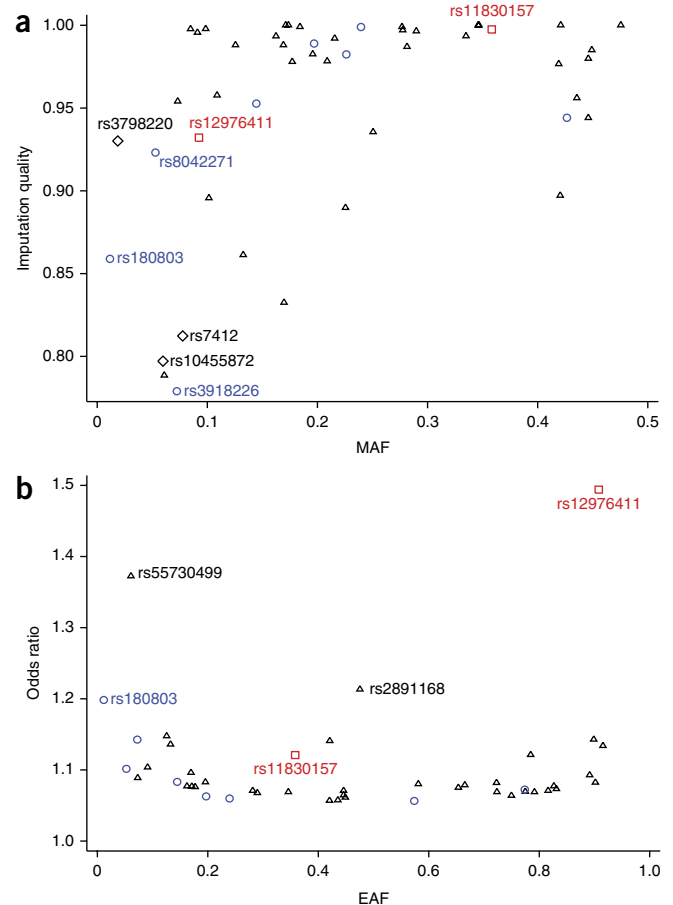 a
1.00
0.95
0.90
0.85
0.80
Imputation quality
rs11830157
rs3798220
rs12976411
rs8042271
rs180803
rs7412
rs10455872
rs3918226
0 0.1 0.2 0.3 0.4 0.5
MAF
b
1.5
1.4
1.3
1.2
1.1
1.0
Odds ratio
rs12976411
rs55730499
rs180803
rs2891168
rs11830157
0 0.2 0.4 0.6 0.8 1.0
EAF